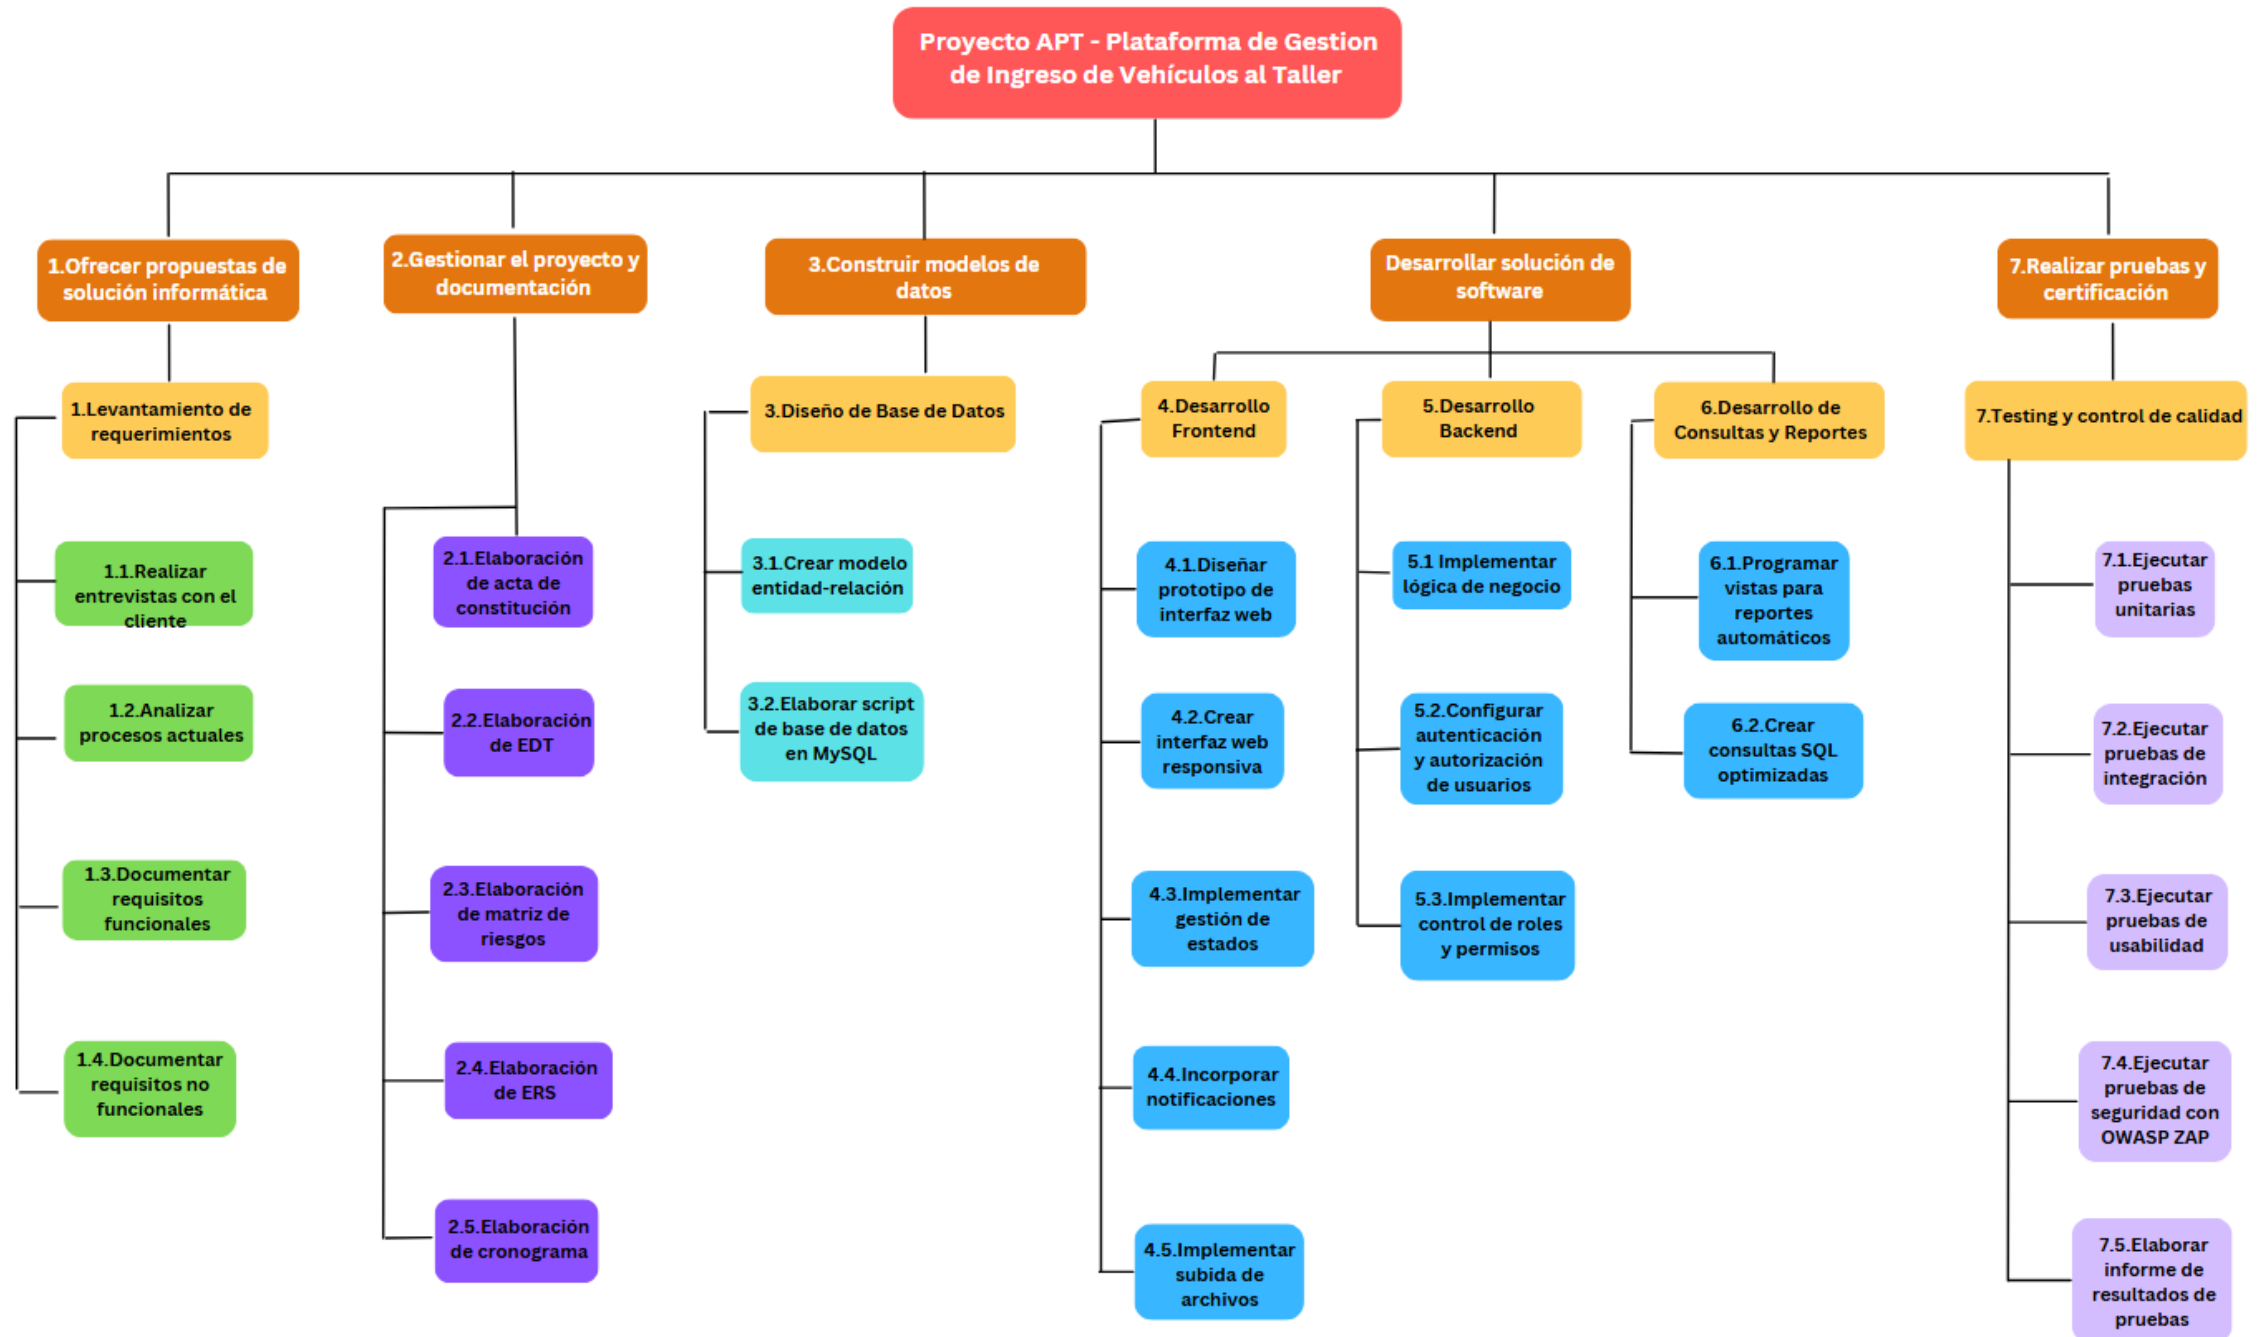 Proyecto APT - Plataforma de Gestion
de Ingreso de Vehículos al Taller
1.Ofrecer propuestas de
solución informática
2.Gestionar el proyecto y
documentación
3.Construir modelos de
datos
Desarrollar solución de
software
7.Realizar pruebas y
certificación
1.Levantamiento de
requerimientos
3.Diseño de Base de Datos
4.Desarrollo
Frontend
5.Desarrollo
Backend
6.Desarrollo de
Consultas y Reportes
7.Testing y control de calidad
1.1.Realizar
entrevistas con el
cliente
1.2.Analizar
procesos actuales
1.3.Documentar
requisitos
funcionales
1.4.Documentar
requisitos no
funcionales
2.1.Elaboración
de acta de
constitución
2.2.Elaboración
de EDT
2.3.Elaboración
de matriz de
riesgos
2.4.Elaboración
de ERS
2.5.Elaboración
de cronograma
3.1.Crear modelo
entidad-relación
3.2.Elaborar script
de base de datos
en MySQL
4.1.Diseñar
prototipo de
interfaz web
4.2.Crear
interfaz web
responsiva
4.3.Implementar
gestión de
estados
4.4.Incorporar
notificaciones
4.5.Implementar
subida de
archivos
5.1 Implementar
lógica de negocio
5.2.Configurar
autenticación
y autorización
de usuarios
5.3.Implementar
control de roles
y permisos
6.1.Programar
vistas para
reportes
automáticos
6.2.Crear
consultas SQL
optimizadas
7.1.Ejecutar
pruebas
unitarias
7.2.Ejecutar
pruebas de
integración
7.3.Ejecutar
pruebas de
usabilidad
7.4.Ejecutar
pruebas de
seguridad con
OWASP ZAP
7.5.Elaborar
informe de
resultados de
pruebas